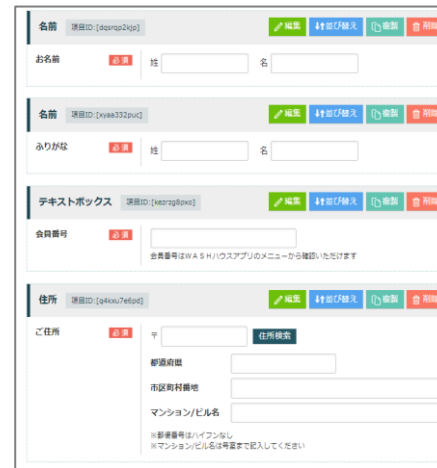 名前 項目ID:[dqsrqp2kjp] 編集 並び替え 複製 削除
お名前 必須 姓 名
名前 項目ID:[xyaa332puc] 編集 並び替え 複製 削除
ふりがな 必須 姓 名
テキストボックス 項目ID:[kezrzg8pxo] 編集 並び替え 複製 削除
会員番号 必須
会員番号はWASHハウスアプリのメニューから確認いただけます
住所 項目ID:[q4kxu7e6pd] 編集 並び替え 複製 削除
ご住所 必須 〒 住所検索
都道府県
市区町村番地
マンション/ビル名
※郵便番号はハイフンなし
※マンション/ビル名は号室まで記入してください